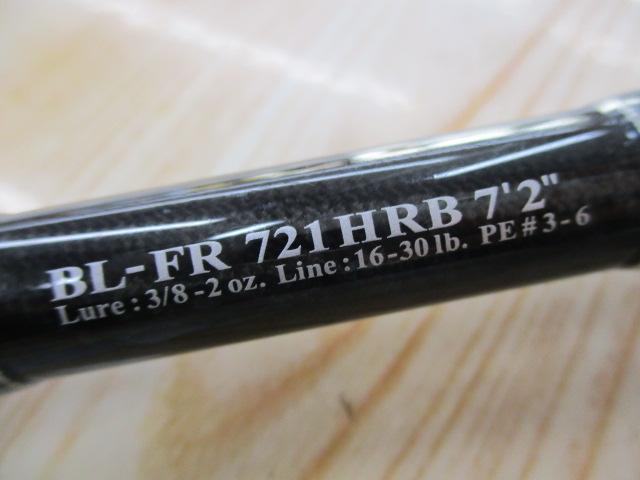 BL-FR 721HRB 7'2"
Lure : 3/8-2 oz. Line : 16-30 lb. PE # 3-6